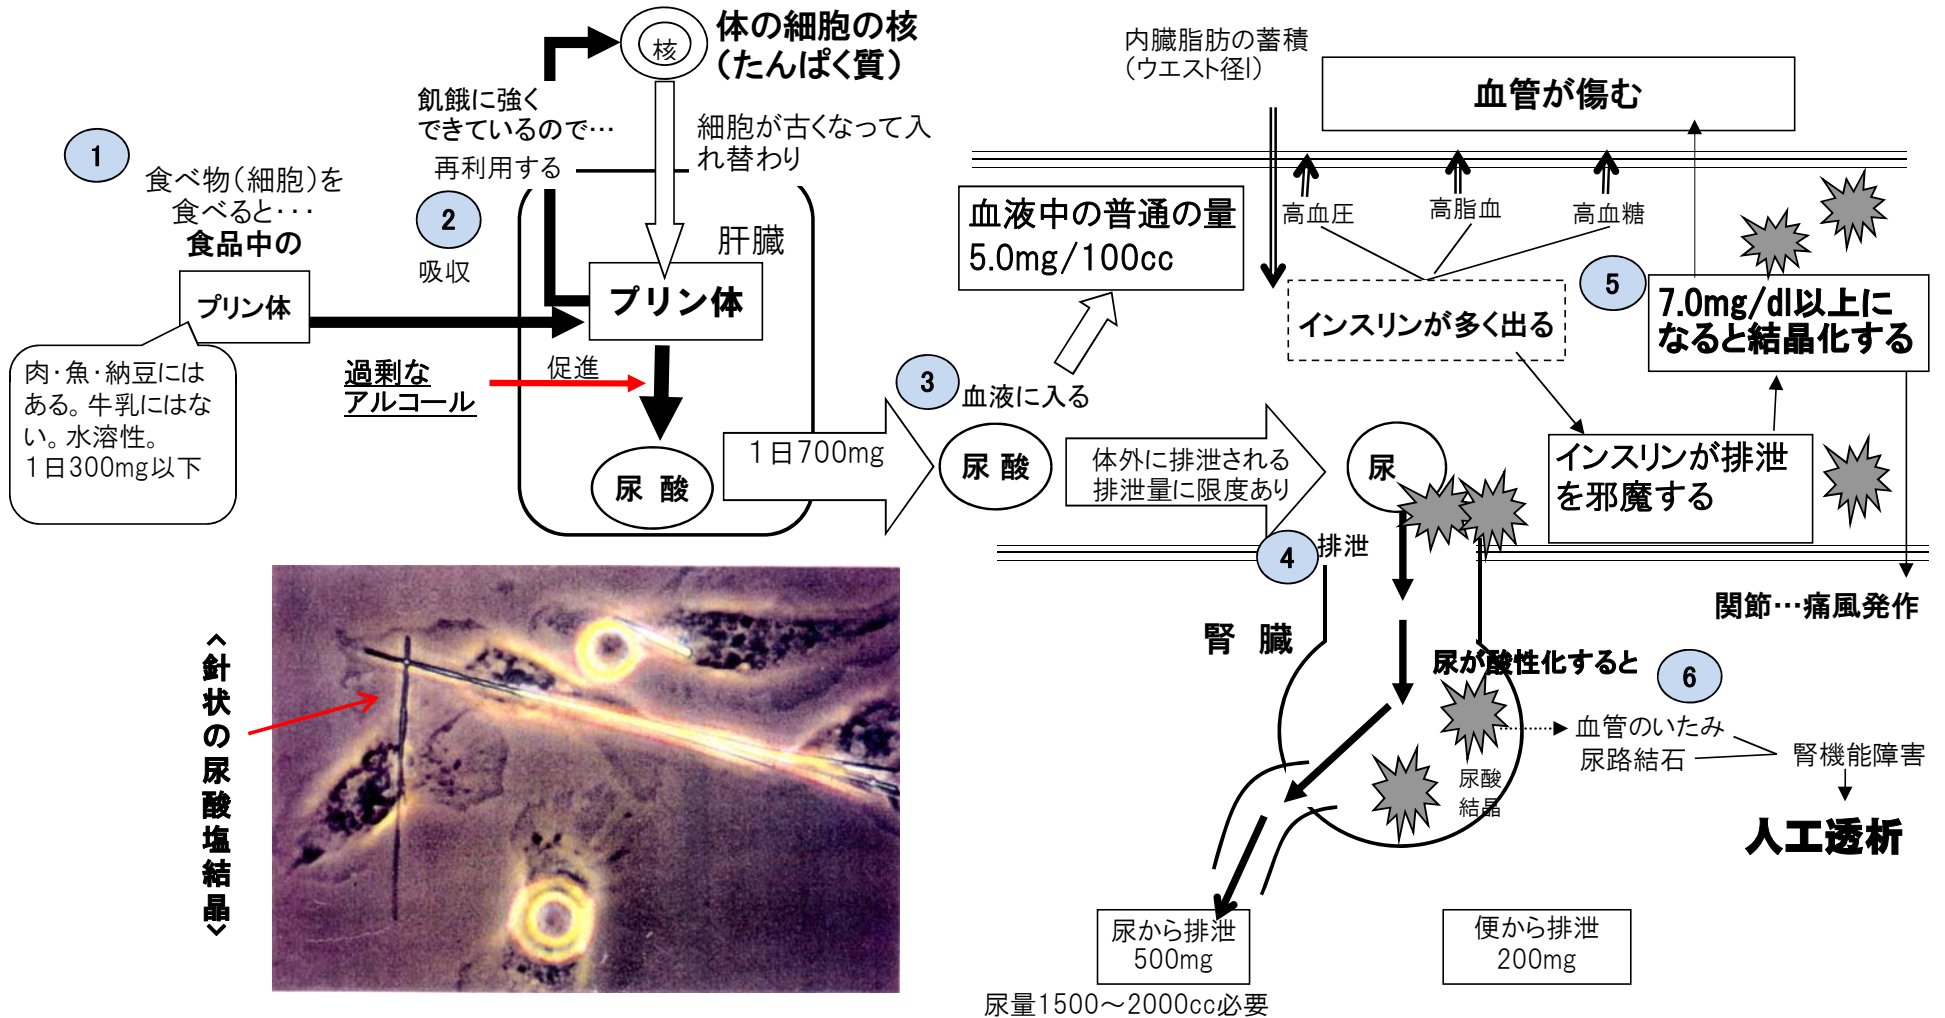 体の細胞の核
（たんぱく質）
核
飢餓に強く
できているので…
再利用する
細胞が古くなって入
れ替わり
1
食べ物（細胞）を
食べると・・・
食品中の
プリン体
肉・魚・納豆には
ある。牛乳にはな
い。水溶性。
１日300mg以下
2
吸収
肝臓
プリン体
過剰な
アルコール
促進
尿 酸
１日700mg
3
血液に入る
尿 酸
血液中の普通の量
5.0mg/100cc
体外に排泄される
排泄量に限度あり
内臓脂肪の蓄積
（ウエスト径l）
血管が傷む
高血圧
高脂血
高血糖
インスリンが多く出る
5
7.0mg/dl以上に
なると結晶化する
インスリンが排泄
を邪魔する
尿
4
排泄
関節…痛風発作
腎 臓
尿が酸性化すると
6
血管のいたみ
尿路結石
腎機能障害
人工透析
尿酸
結晶
尿から排泄
500mg
便から排泄
200mg
尿量1500～2000cc必要
＜針状の尿酸塩結晶＞